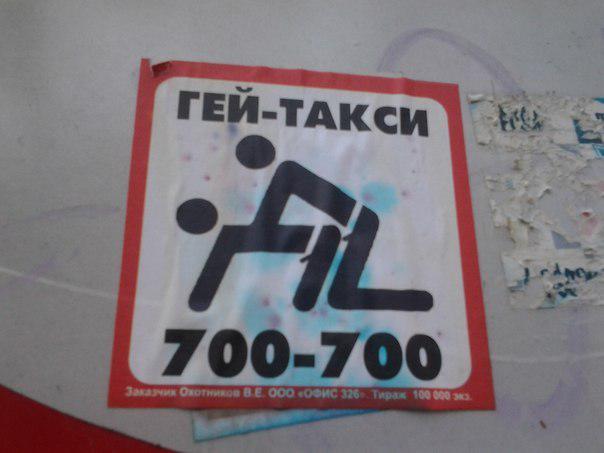 ГЕЙ-ТАКСИ
700-700
Заказчик Охотников В.Е. ООО «ОФИС 326». Тираж 100 000 экз.